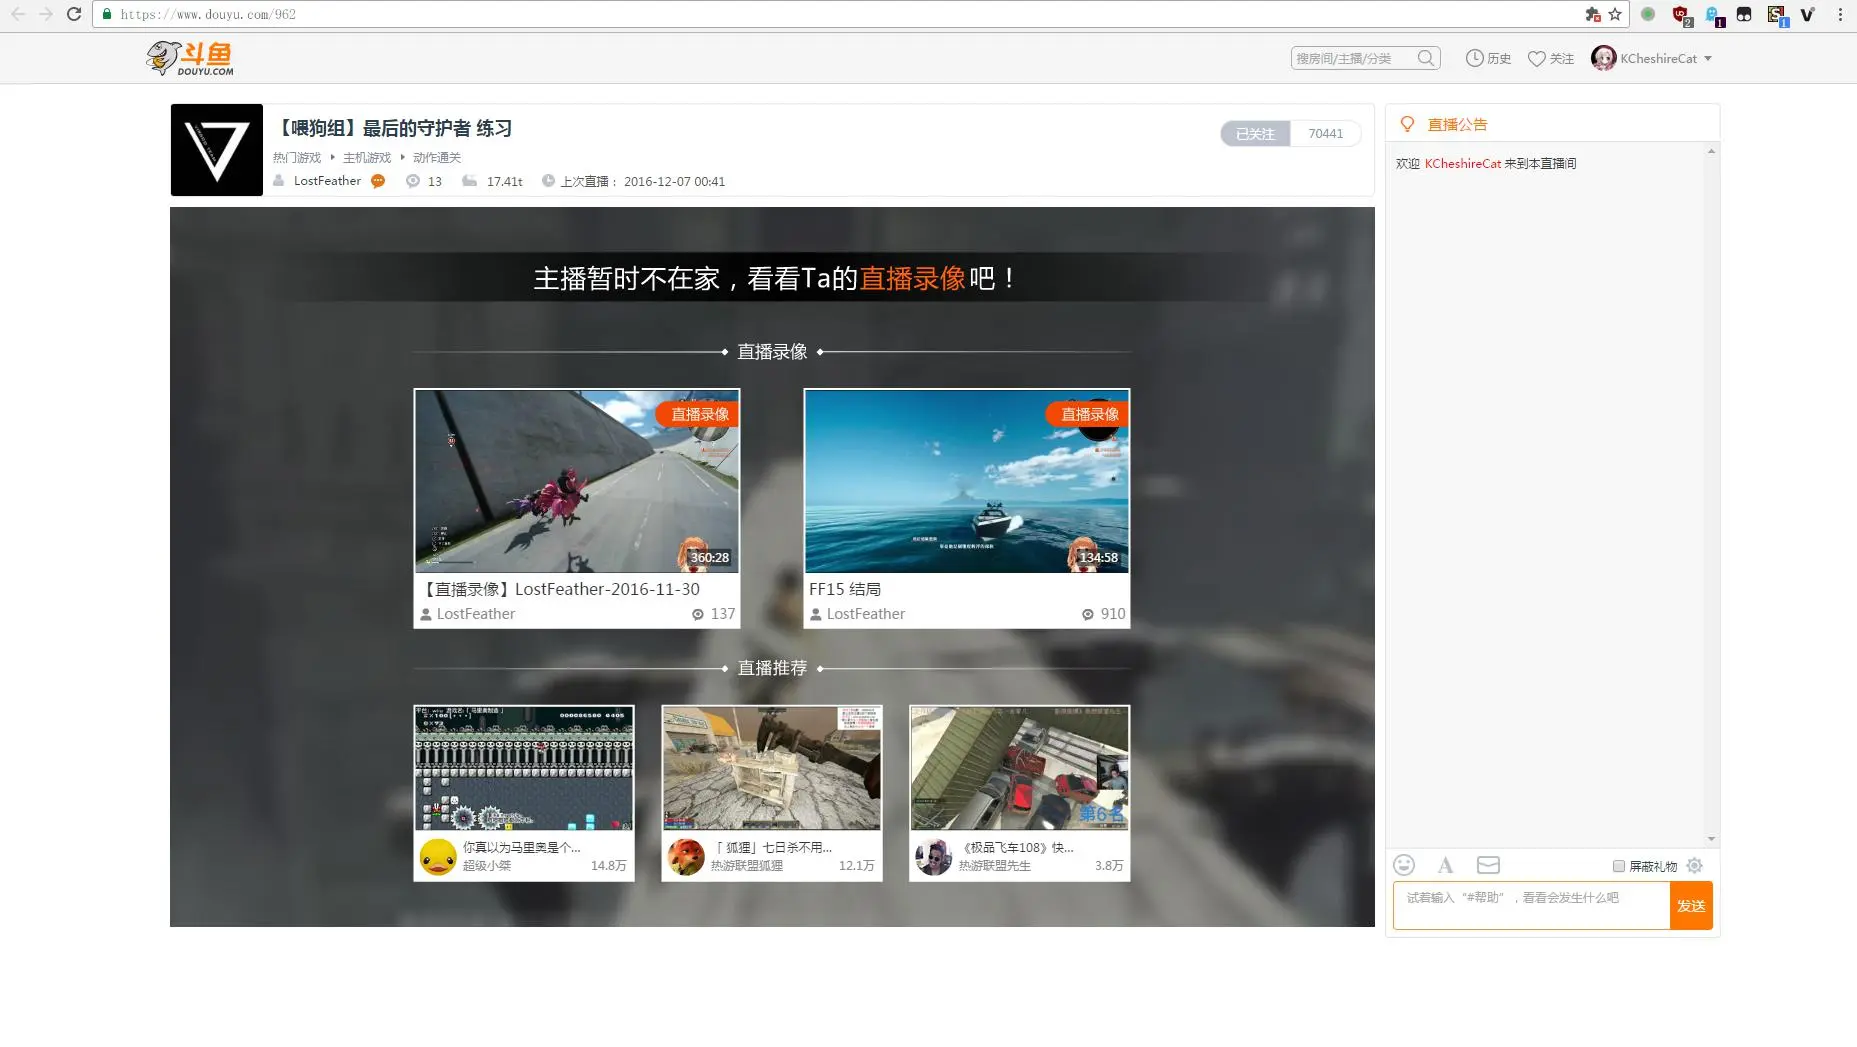 https://www.douyu.com/962
2
1
1
斗鱼
DOUYU.COM
搜房间/主播/分类
历史
关注
KCheshireCat
【喂狗组】最后的守护者 练习
热门游戏 主机游戏 动作通关
LostFeather 13 17.41t 上次直播： 2016-12-07 00:41
已关注 70441
直播公告
欢迎 KCheshireCat 来到本直播间
主播暂时不在家，看看Ta的直播录像吧！
直播录像
直播录像
360:28
【直播录像】LostFeather-2016-11-30
LostFeather 137
直播录像
134:58
FF15 结局
LostFeather 910
直播推荐
你真以为马里奥是个...
超级小桀 14.8万
「 狐狸」七日杀不用...
热游联盟狐狸 12.1万
第6名
《极品飞车108》快...
热游联盟先生 3.8万
屏蔽礼物
试着输入“#帮助”，看看会发生什么吧
发送